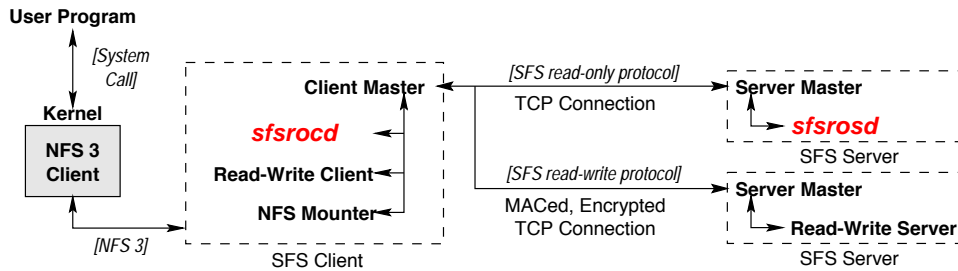 User Program
[System
Call]
Kernel
NFS 3
Client
[NFS 3]
Client Master
sfsrocd
Read-Write Client
NFS Mounter
SFS Client
[SFS read-only protocol]
TCP Connection
[SFS read-write protocol]
MACed, Encrypted
TCP Connection
Server Master
sfsrosd
SFS Server
Server Master
Read-Write Server
SFS Server